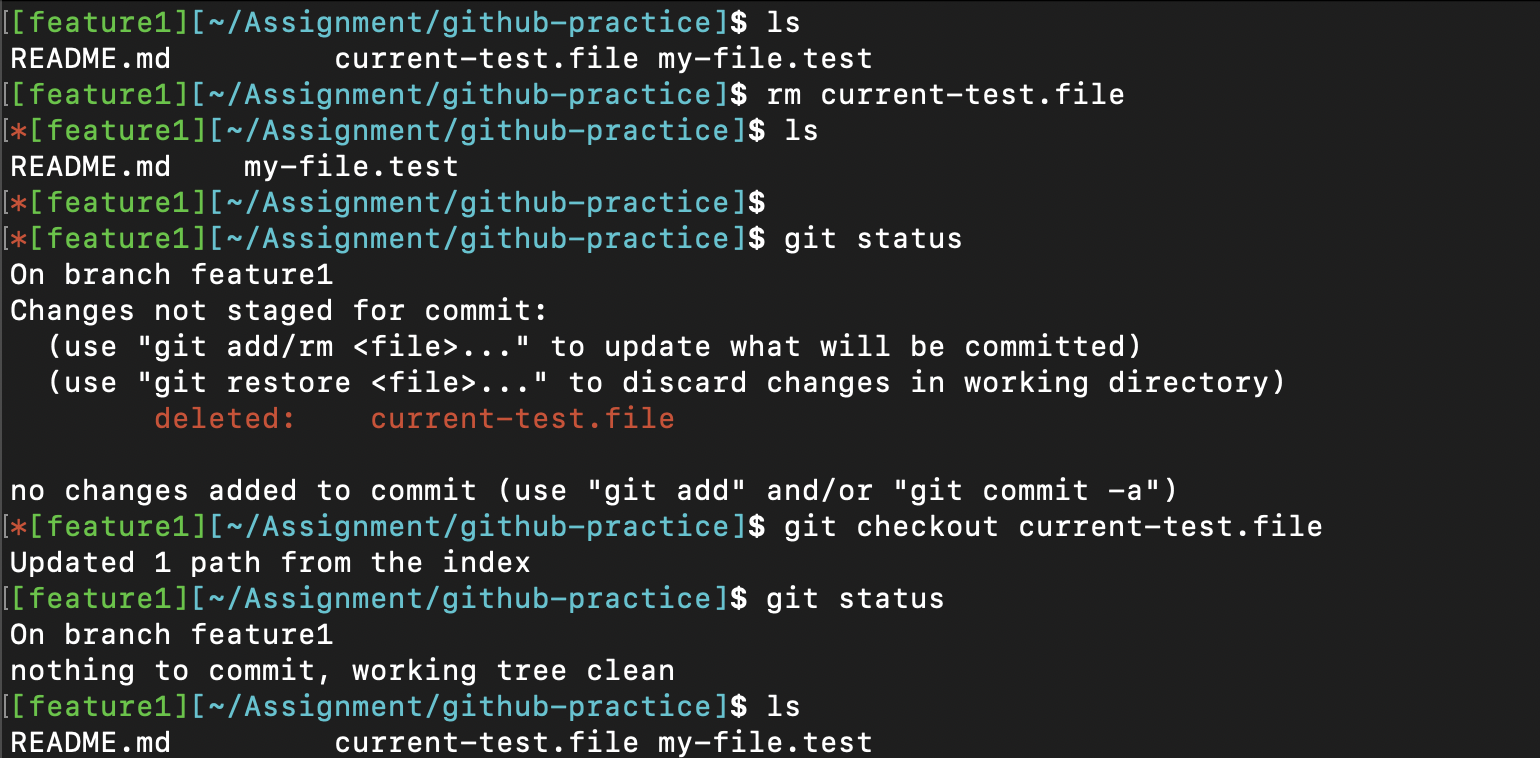 [[feature1][~/Assignment/github-practice]$ ls
README.md         current-test.file my-file.test
[[feature1][~/Assignment/github-practice]$ rm current-test.file
[*[feature1][~/Assignment/github-practice]$ ls
README.md    my-file.test
[*[feature1][~/Assignment/github-practice]$
[*[feature1][~/Assignment/github-practice]$ git status
On branch feature1
Changes not staged for commit:
  (use "git add/rm <file>..." to update what will be committed)
  (use "git restore <file>..." to discard changes in working directory)
        deleted:    current-test.file

no changes added to commit (use "git add" and/or "git commit -a")
[*[feature1][~/Assignment/github-practice]$ git checkout current-test.file
Updated 1 path from the index
[[feature1][~/Assignment/github-practice]$ git status
On branch feature1
nothing to commit, working tree clean
[[feature1][~/Assignment/github-practice]$ ls
README.md         current-test.file my-file.test